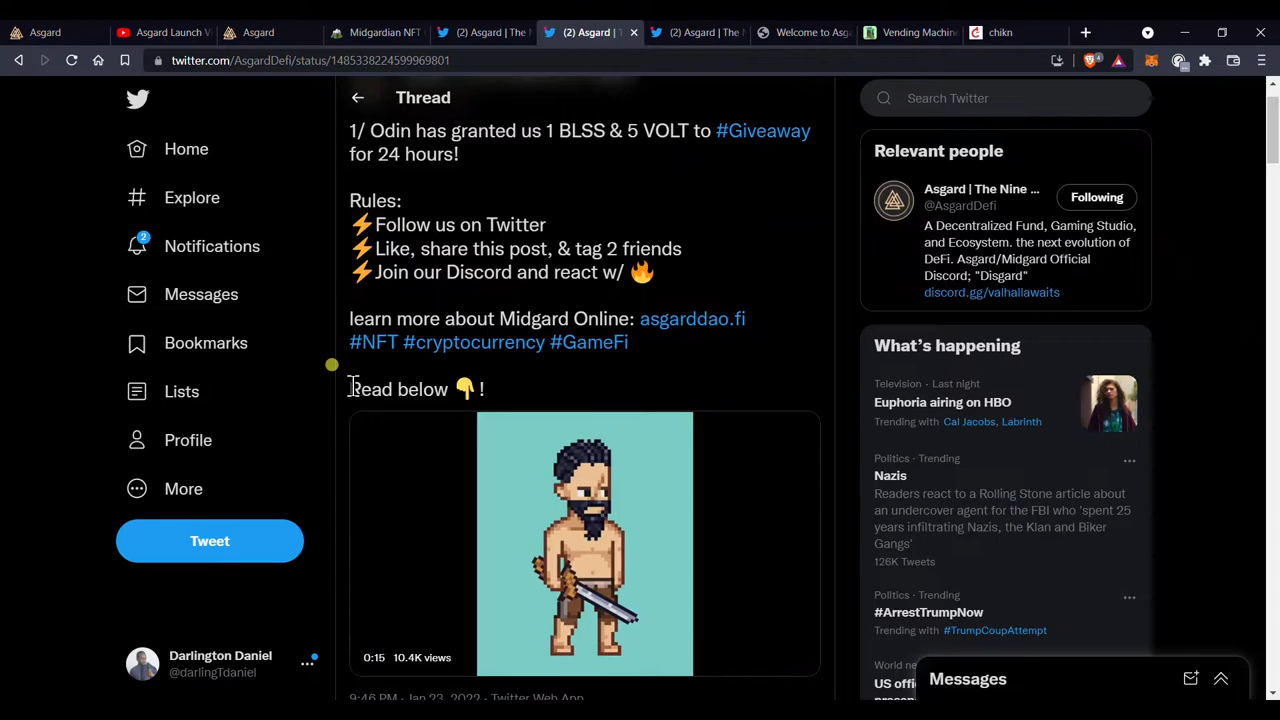 Asgard
Asgard Launch Vi
Asgard
Midgardian NFT
(2) Asgard | The N
(2) Asgard | T
(2) Asgard | The N
Welcome to Asg
Vending Machin
chikn
twitter.com/AsgardDefi/status/1485338224599969801
4
Home
Explore
2
Notifications
Messages
Bookmarks
Lists
Profile
More
Tweet
Darlington Daniel
@darlingTdaniel
Thread
1/ Odin has granted us 1 BLSS & 5 VOLT to #Giveaway
for 24 hours!
Rules:
⚡Follow us on Twitter
⚡Like, share this post, & tag 2 friends
⚡Join our Discord and react w/ 🔥
learn more about Midgard Online: asgarddao.fi
#NFT #cryptocurrency #GameFi
Read below 👇 !
0:15 10.4K views
9:46 PM · Jan 23, 2022 · Twitter Web App
Search Twitter
Relevant people
Asgard | The Nine ...
@AsgardDefi
Following
A Decentralized Fund, Gaming Studio,
and Ecosystem. the next evolution of
DeFi. Asgard/Midgard Official
Discord; "Disgard"
discord.gg/valhallawaits
What's happening
Television · Last night
Euphoria airing on HBO
Trending with Cal Jacobs, Labrinth
Politics · Trending
Nazis
Readers react to a Rolling Stone article about
an undercover agent for the FBI who 'spent 25
years infiltrating Nazis, the Klan and Biker
Gangs'
126K Tweets
Politics · Trending
#ArrestTrumpNow
Trending with #TrumpCoupAttempt
World ne
US offi
Messages